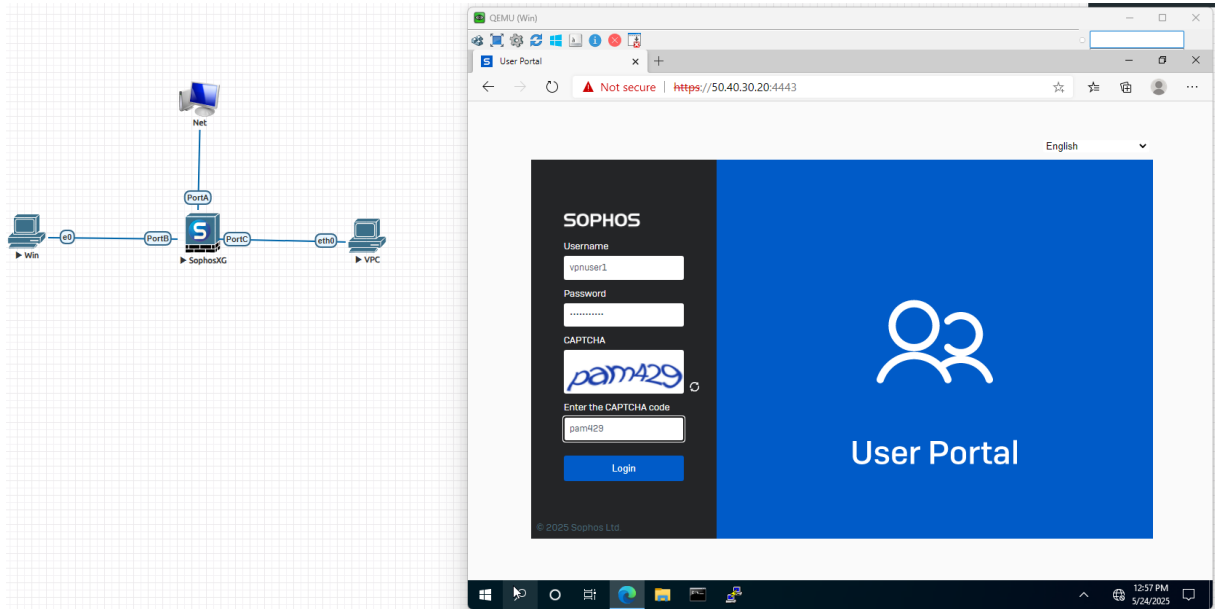 Net
PortA
e0
PortB
S
PortC
eth0
Win
SophosXG
VPC
QEMU (Win)
User Portal
Not secure | https://50.40.30.20:4443
English
SOPHOS
Username
vpnuser1
Password
CAPTCHA
pam429
Enter the CAPTCHA code
pam429
Login
© 2025 Sophos Ltd.
User Portal
12:57 PM
5/24/2025